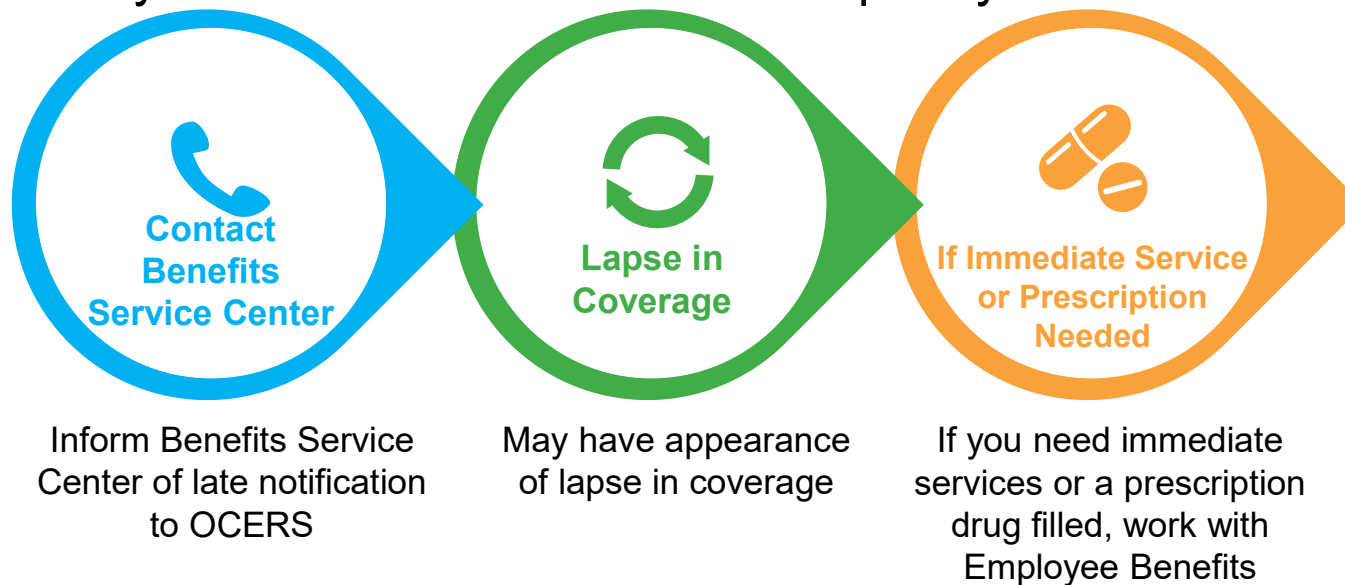 Contact
Benefits
Service Center
Lapse in
Coverage
If Immediate Service
or Prescription
Needed
Inform Benefits Service
Center of late notification
to OCERS
May have appearance
of lapse in coverage
If you need immediate
services or a prescription
drug filled, work with
Employee Benefits